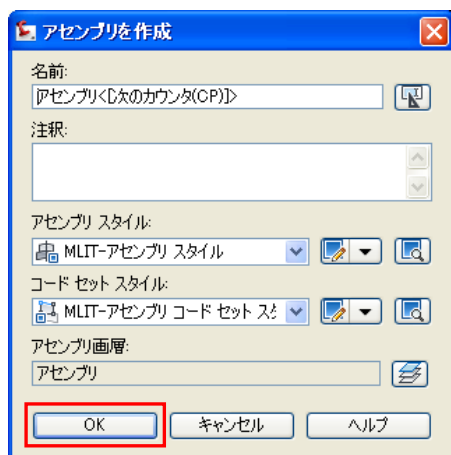 アセンブリを作成
名前:
アセンブリ<[次のカウンタ(CP)]>
注釈:
アセンブリ スタイル:
MLIT-アセンブリ スタイル
コード セット スタイル:
MLIT-アセンブリ コード セット スタ
アセンブリ画層:
アセンブリ
OK キャンセル ヘルプ